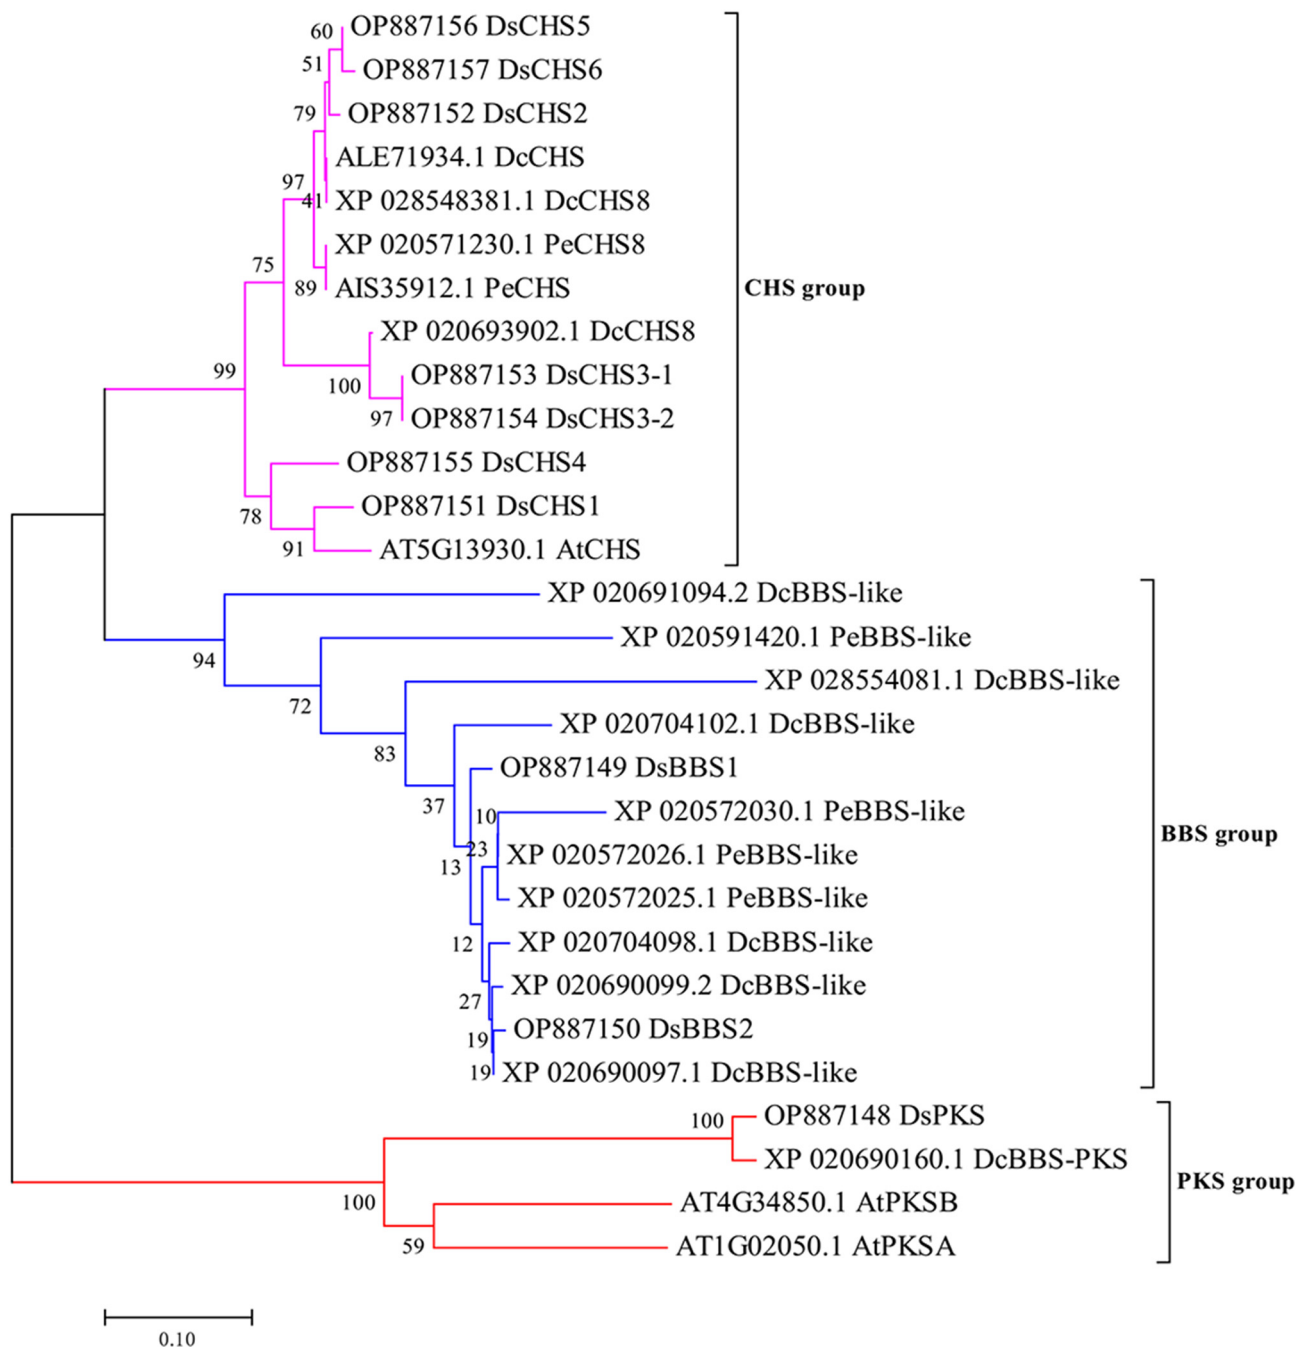 60
OP887156 DsCHS5
51
OP887157 DsCHS6
79
OP887152 DsCHS2
ALE71934.1 DcCHS
97
41
XP 028548381.1 DcCHS8
XP 020571230.1 PeCHS8
75
89
AIS35912.1 PeCHS
CHS group
XP 020693902.1 DcCHS8
99
100
OP887153 DsCHS3-1
97
OP887154 DsCHS3-2
OP887155 DsCHS4
78
OP887151 DsCHS1
91
AT5G13930.1 AtCHS
XP 020691094.2 DcBBS-like
94
XP 020591420.1 PeBBS-like
72
XP 028554081.1 DcBBS-like
83
XP 020704102.1 DcBBS-like
OP887149 DsBBS1
37
10
XP 020572030.1 PeBBS-like
BBS group
13
23
XP 020572026.1 PeBBS-like
XP 020572025.1 PeBBS-like
12
XP 020704098.1 DcBBS-like
27
XP 020690099.2 DcBBS-like
19
OP887150 DsBBS2
19
XP 020690097.1 DcBBS-like
100
OP887148 DsPKS
XP 020690160.1 DcBBS-PKS
PKS group
100
AT4G34850.1 AtPKSB
59
AT1G02050.1 AtPKSA
0.10